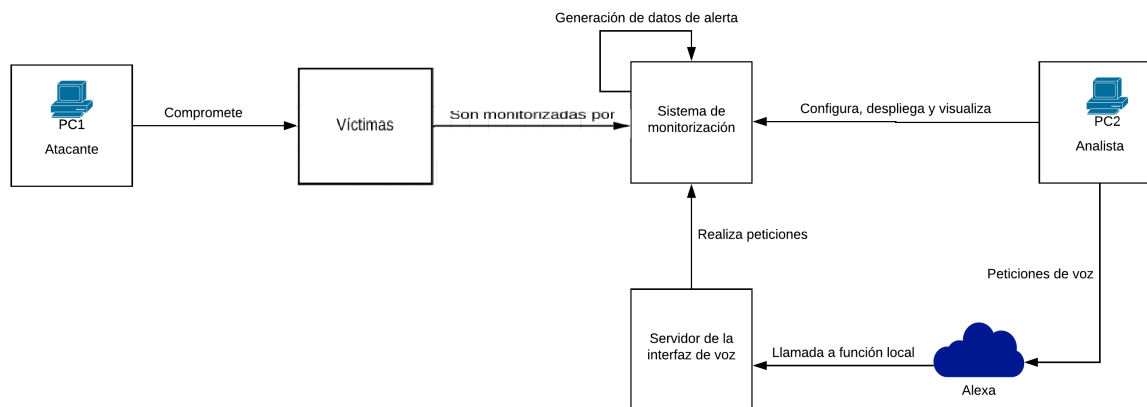 Generación de datos de alerta
PC1
Atacante
Compromete
Víctimas
Son monitorizadas por
Sistema de
monitorización
Configura, despliega y visualiza
PC2
Analista
Realiza peticiones
Peticiones de voz
Servidor de la
interfaz de voz
Llamada a función local
Alexa